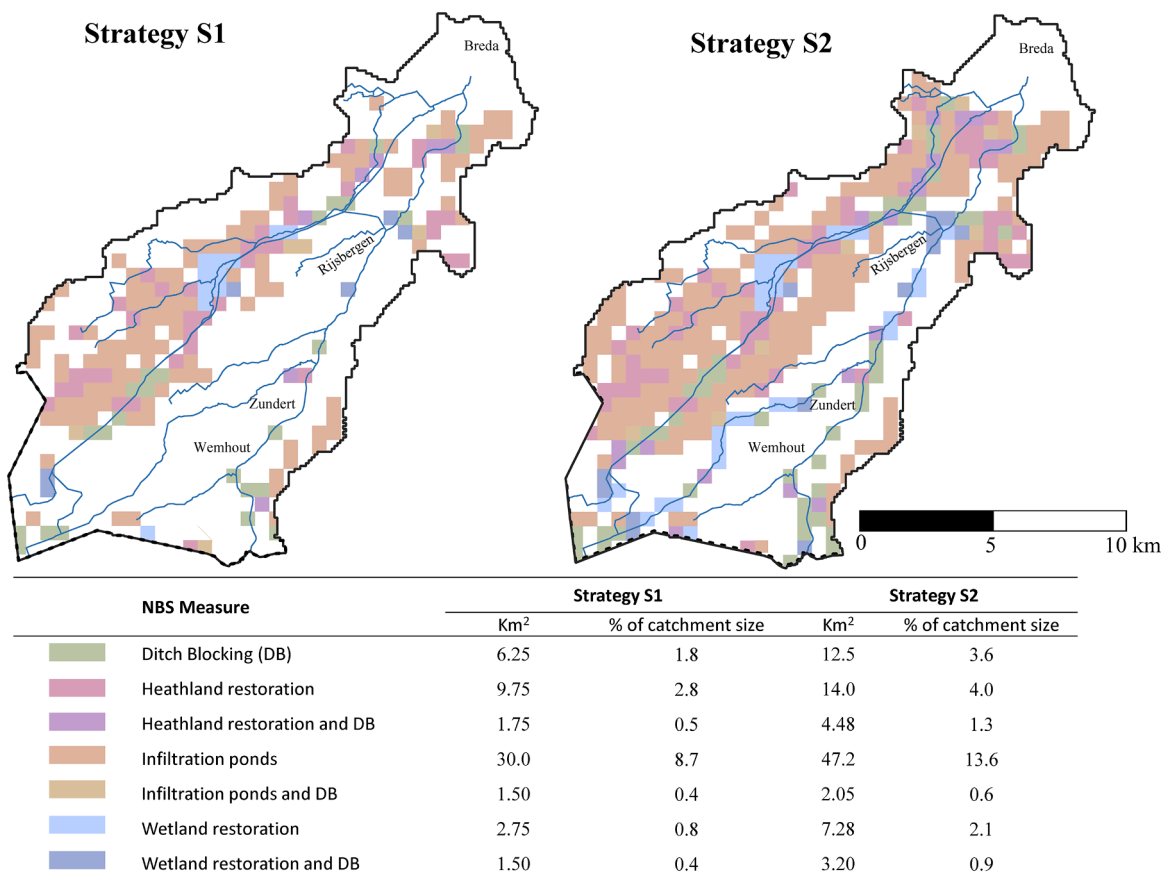 Strategy S1
Strategy S2
Breda
Breda
Rijsbergen
Rijsbergen
Zundert
Zundert
Wernhout
Wernhout
0 5 10 km
NBS Measure Strategy S1 Strategy S2
Km² % of catchment size Km² % of catchment size
Ditch Blocking (DB) 6.25 1.8 12.5 3.6
Heathland restoration 9.75 2.8 14.0 4.0
Heathland restoration and DB 1.75 0.5 4.48 1.3
Infiltration ponds 30.0 8.7 47.2 13.6
Infiltration ponds and DB 1.50 0.4 2.05 0.6
Wetland restoration 2.75 0.8 7.28 2.1
Wetland restoration and DB 1.50 0.4 3.20 0.9